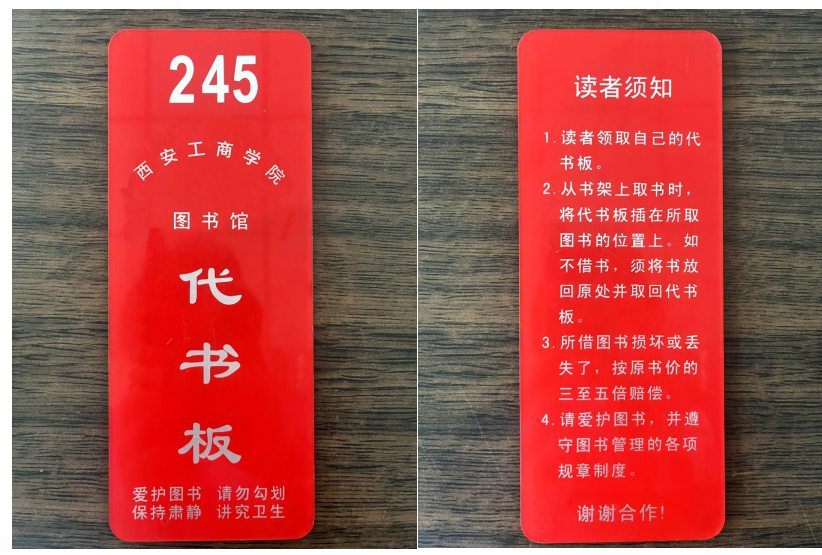 245
西安工商学院
图书馆
代
书
板
爱护图书 请勿勾划
保持肃静 讲究卫生
读者须知
1.读者领取自己的代
书板。
2.从书架上取书时，
将代书板插在所取
图书的位置上。如
不借书，须将书放
回原处并取回代书
板。
3.所借图书损坏或丢
失了，按原书价的
三至五倍赔偿。
4.请爱护图书，并遵
守图书管理的各项
规章制度。
谢谢合作!